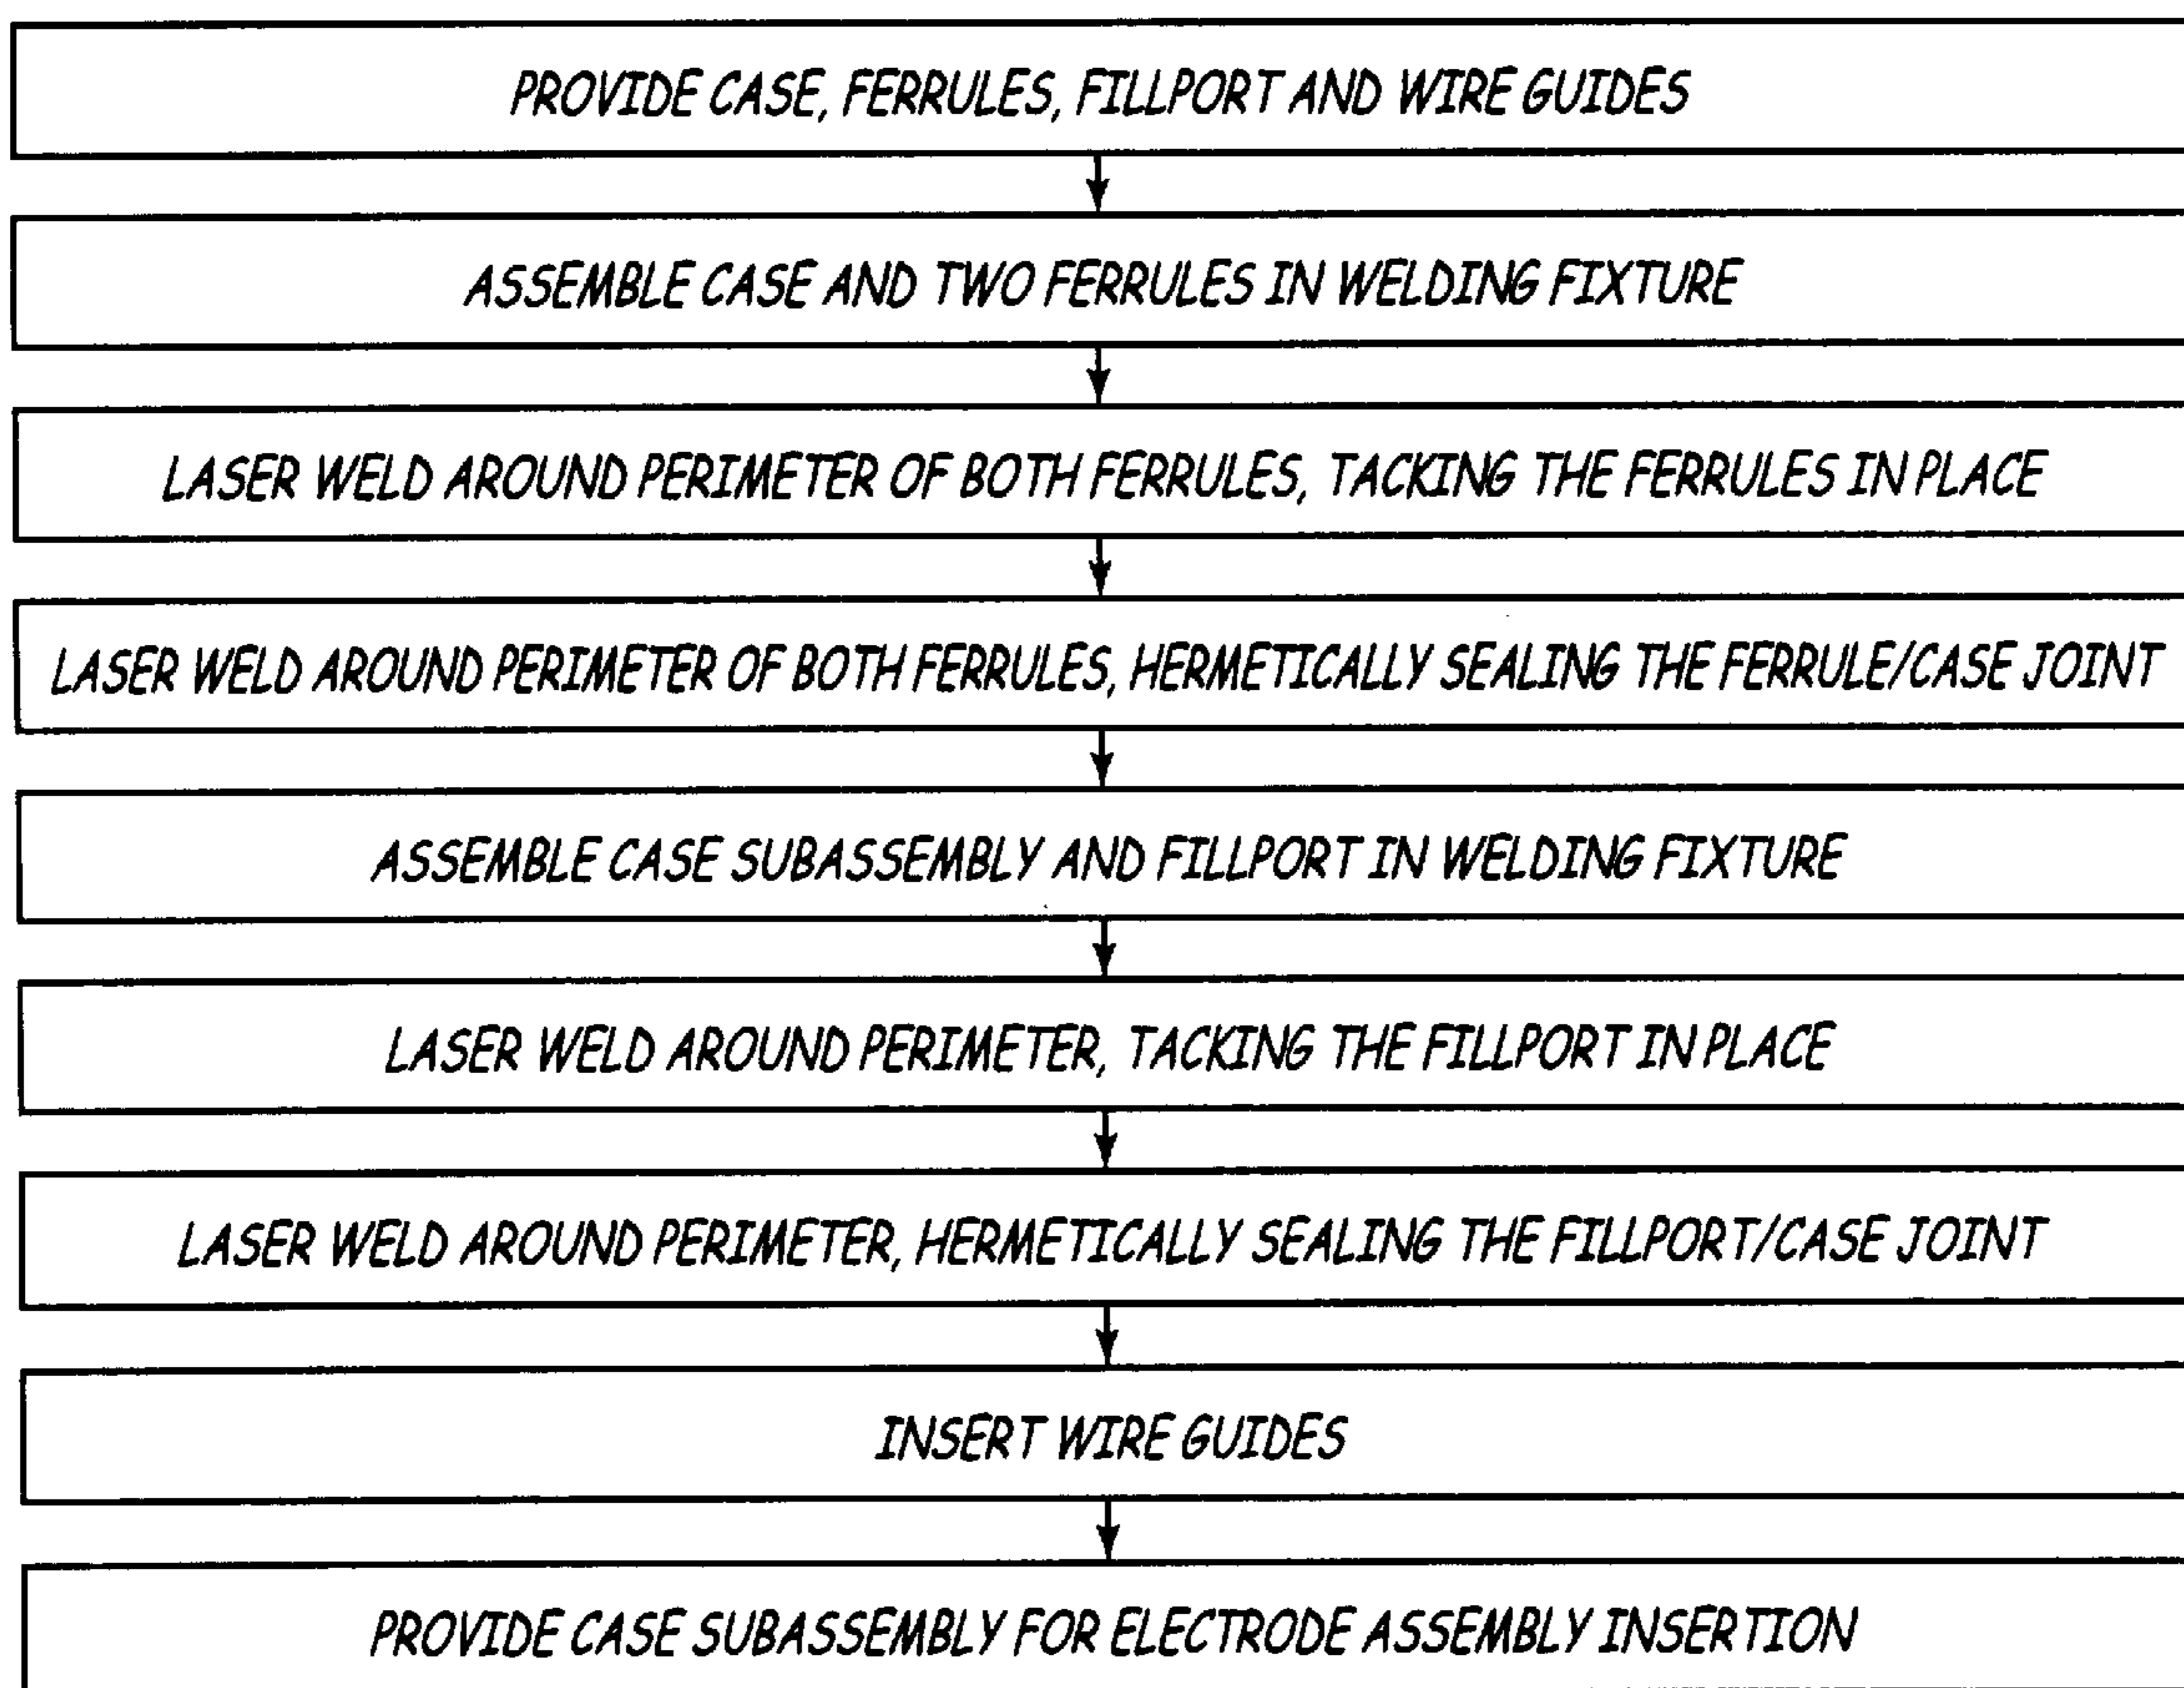 PROVIDE CASE, FERRULES, FILLPORT AND WIRE GUIDES
ASSEMBLE CASE AND TWO FERRULES IN WELDING FIXTURE
LASER WELD AROUND PERIMETER OF BOTH FERRULES, TACKING THE FERRULES IN PLACE
LASER WELD AROUND PERIMETER OF BOTH FERRULES, HERMETICALLY SEALING THE FERRULE/CASE JOINT
ASSEMBLE CASE SUBASSEMBLY AND FILLPORT IN WELDING FIXTURE
LASER WELD AROUND PERIMETER, TACKING THE FILLPORT IN PLACE
LASER WELD AROUND PERIMETER, HERMETICALLY SEALING THE FILLPORT/CASE JOINT
INSERT WIRE GUIDES
PROVIDE CASE SUBASSEMBLY FOR ELECTRODE ASSEMBLY INSERTION